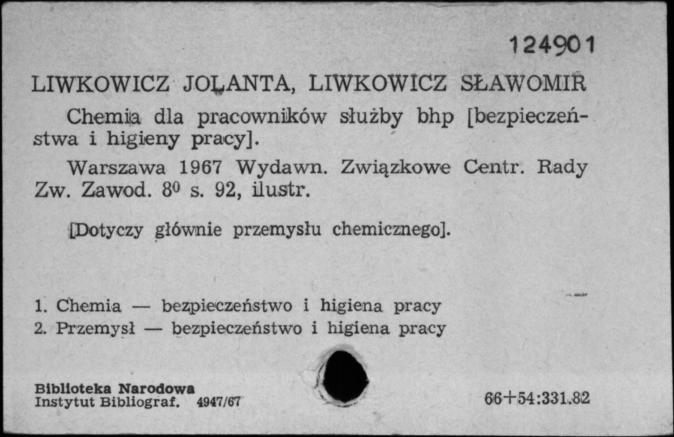 124901
LIWKOWICZ JOLANTA, LIWKOWICZ SŁAWOMIR
Chemia dla pracowników służby bhp [bezpieczeń-
stwa i higieny pracy].
Warszawa 1967 Wydawn. Związkowe Centr. Rady
Zw. Zawod. 8⁰ s. 92, ilustr.
[Dotyczy głównie przemysłu chemicznego].
1. Chemia — bezpieczeństwo i higiena pracy
2. Przemysł — bezpieczeństwo i higiena pracy
Biblioteka Narodowa
Instytut Bibliograf. 4947/67
66+54:331.82